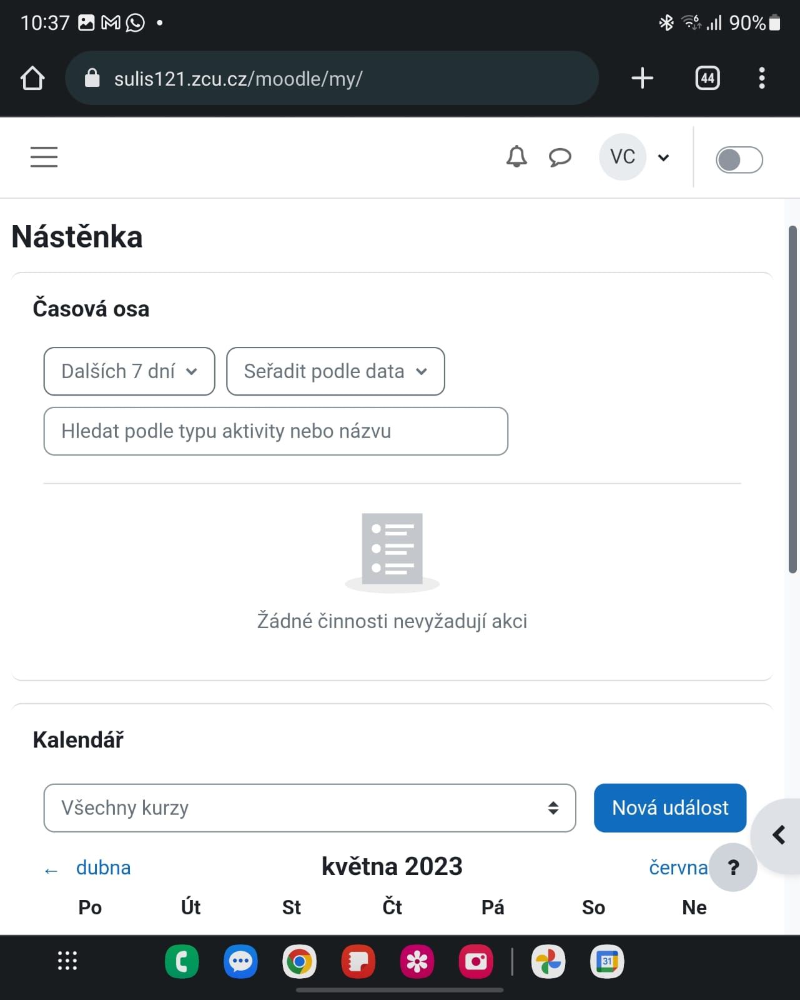 10:37
90%
sulis121.zcu.cz/moodle/my/
44
VC
Nástěnka
Časová osa
Dalších 7 dní
Seřadit podle data
Hledat podle typu aktivity nebo názvu
Žádné činnosti nevyžadují akci
Kalendář
Všechny kurzy
Nová událost
← dubna
května 2023
června
?
Po Út St Čt Pá So Ne
31